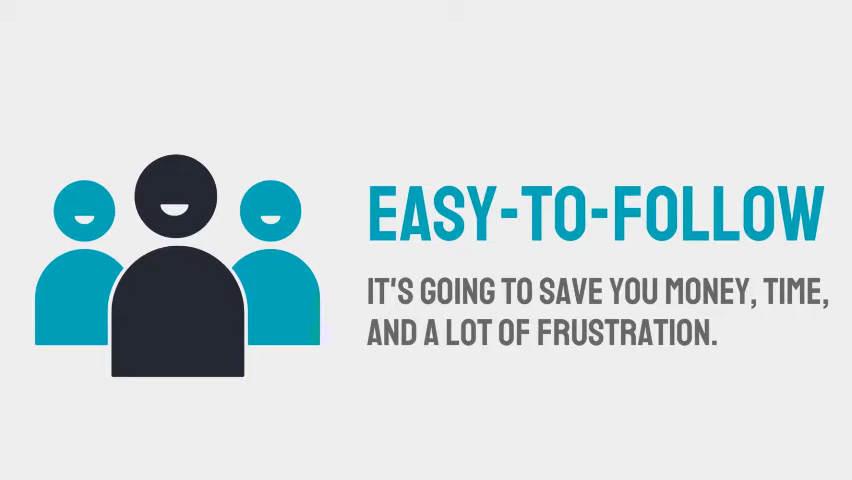 EASY-TO-FOLLOW
IT'S GOING TO SAVE YOU MONEY, TIME,
AND A LOT OF FRUSTRATION.